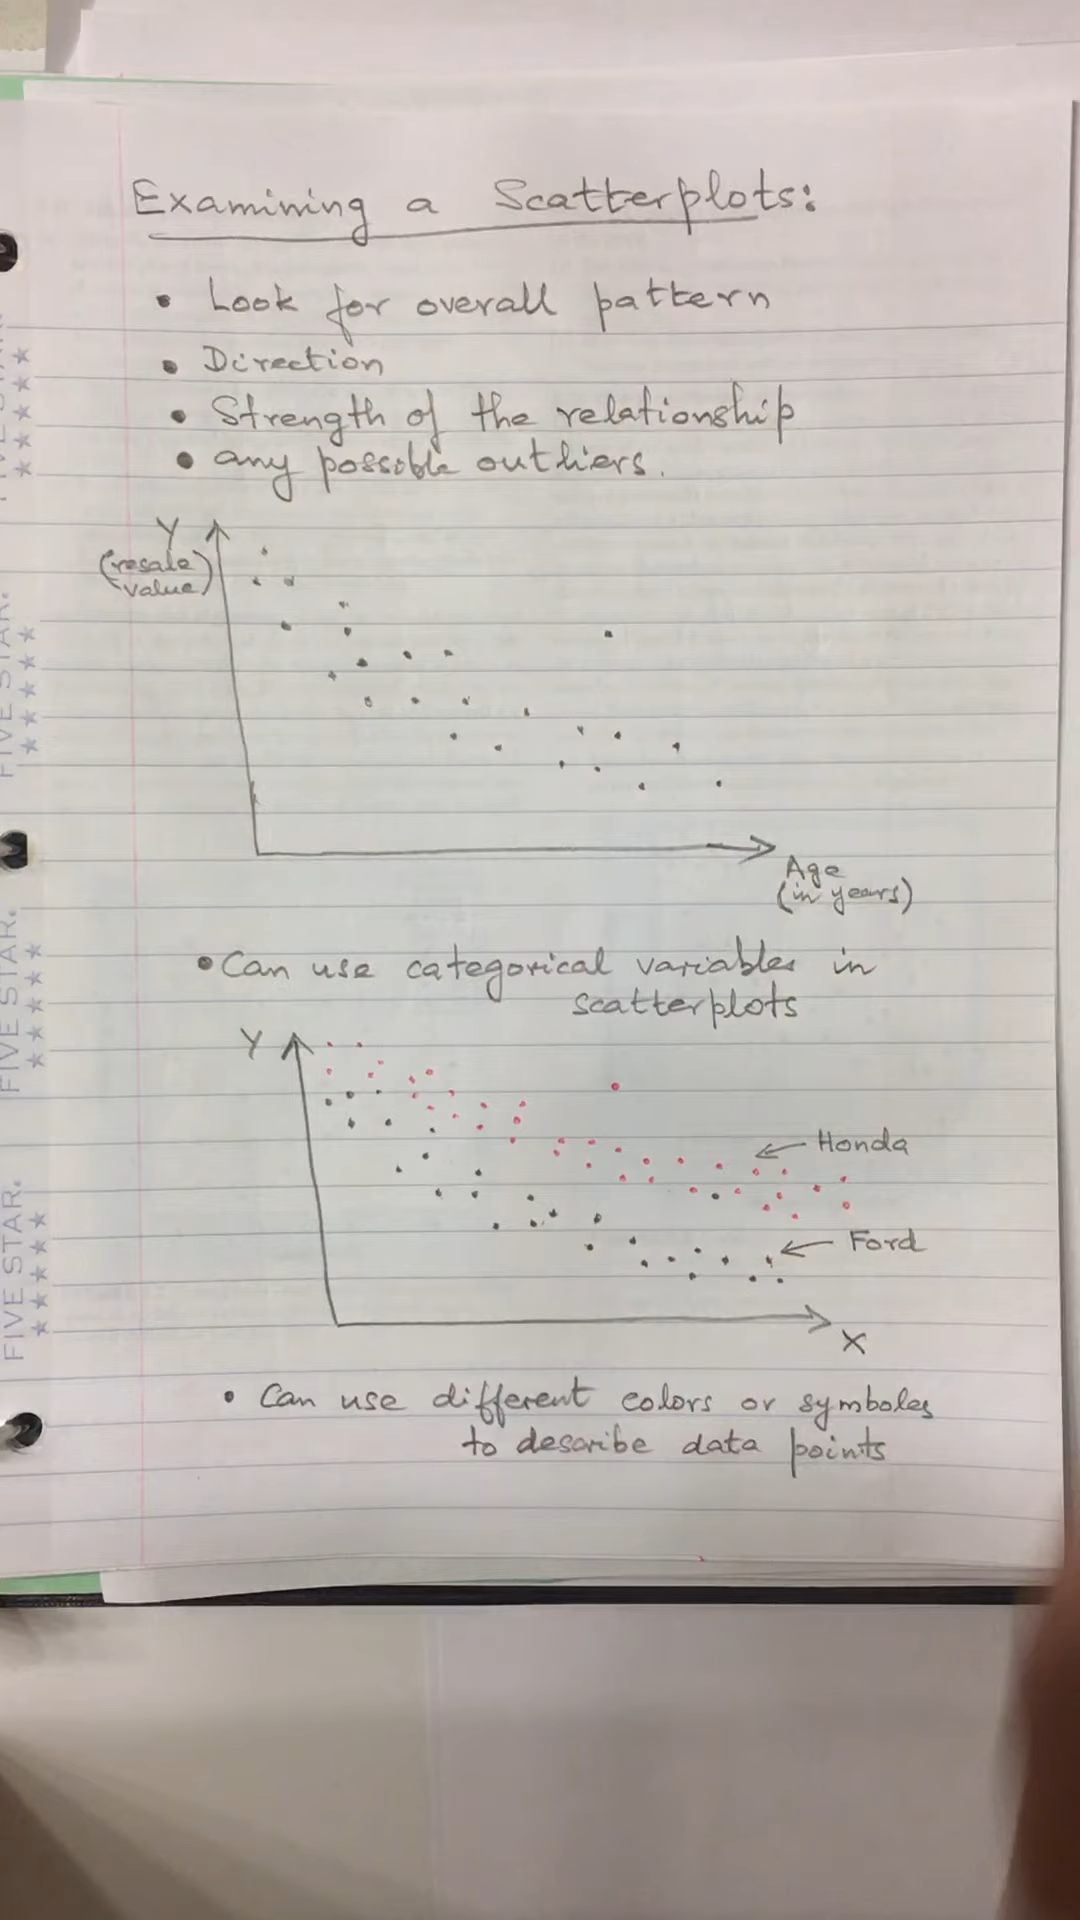 Examining a Scatterplots:
• Look for overall pattern
• Direction
• Strength of the relationship
• any possible outliers.
Y
(resale
value)
Age
(in years)
• Can use categorical variables in
scatterplots
Y
Honda
Ford
X
• Can use different colors or symboles
to describe data points
FIVE STAR.
FIVE STAR.
FIVE STAR.